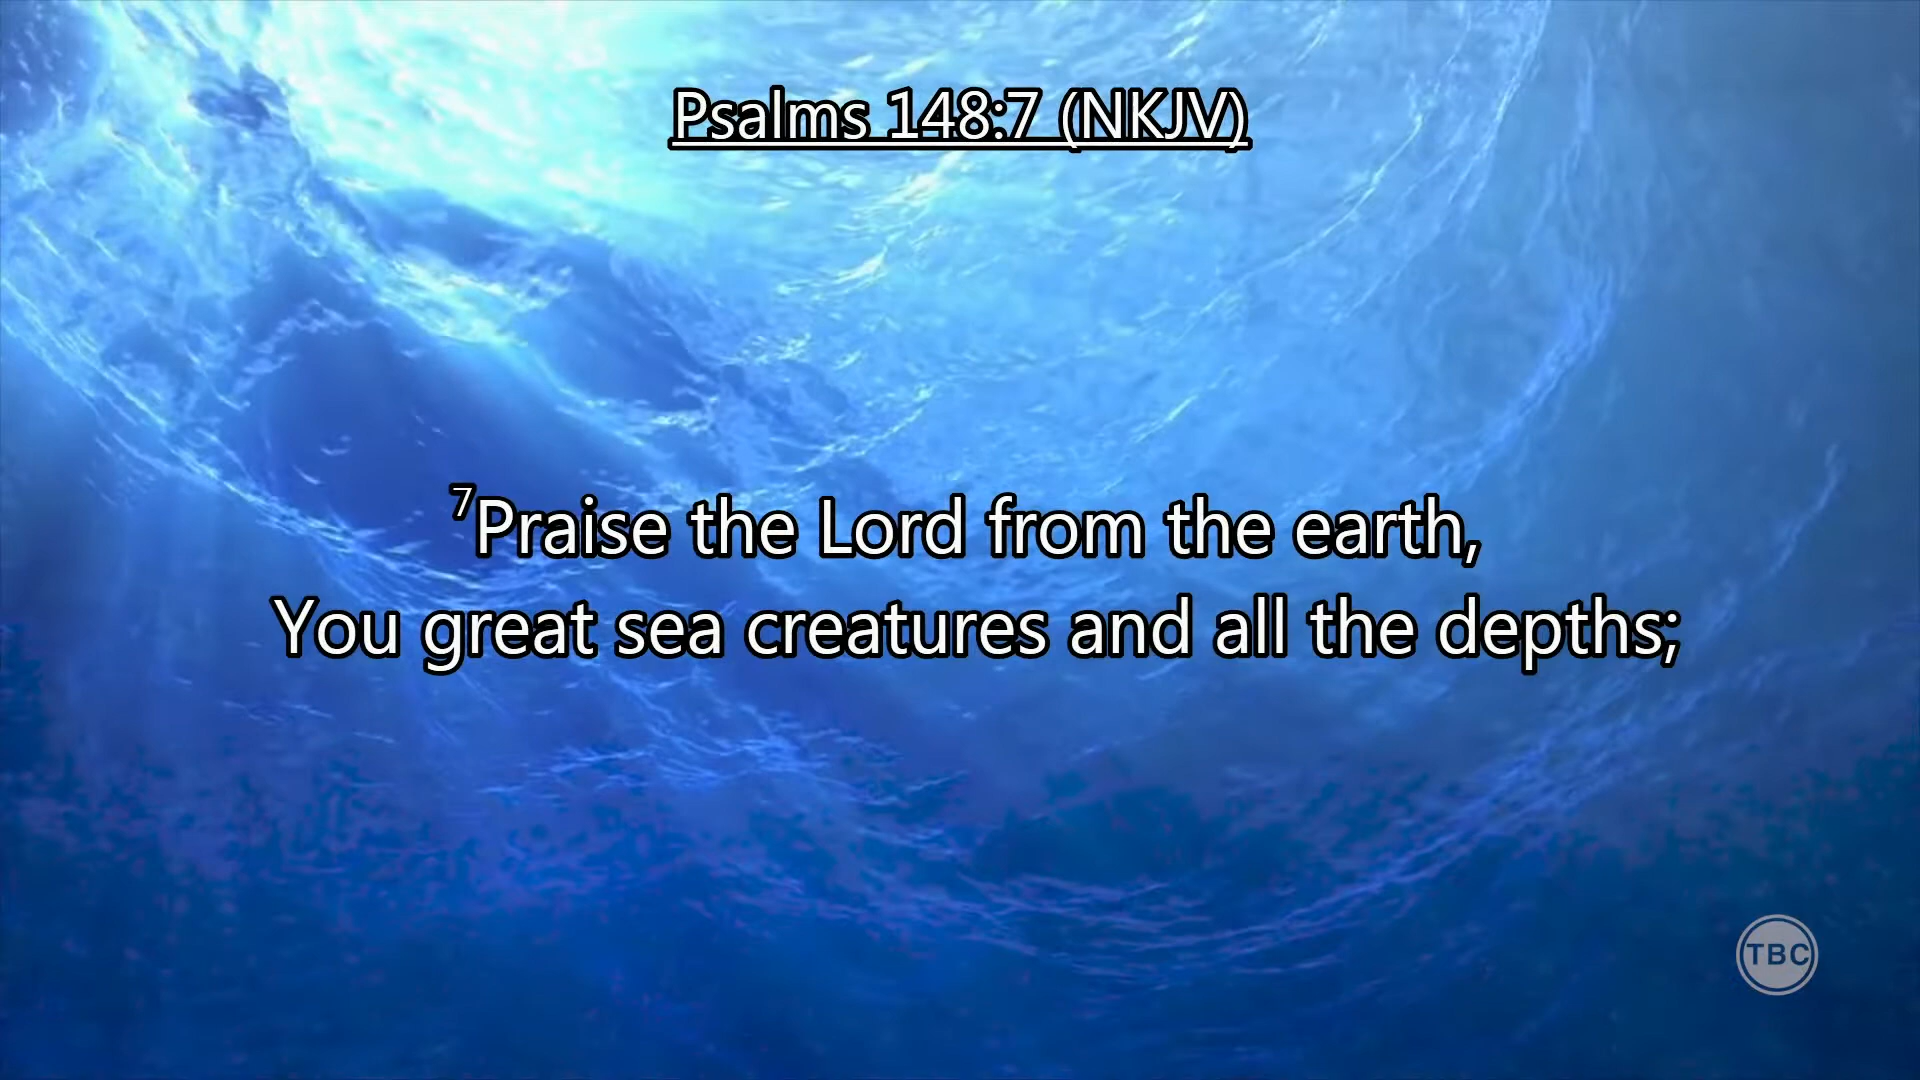 Psalms 148:7 (NKJV)
7Praise the Lord from the earth,
You great sea creatures and all the depths;
TBC